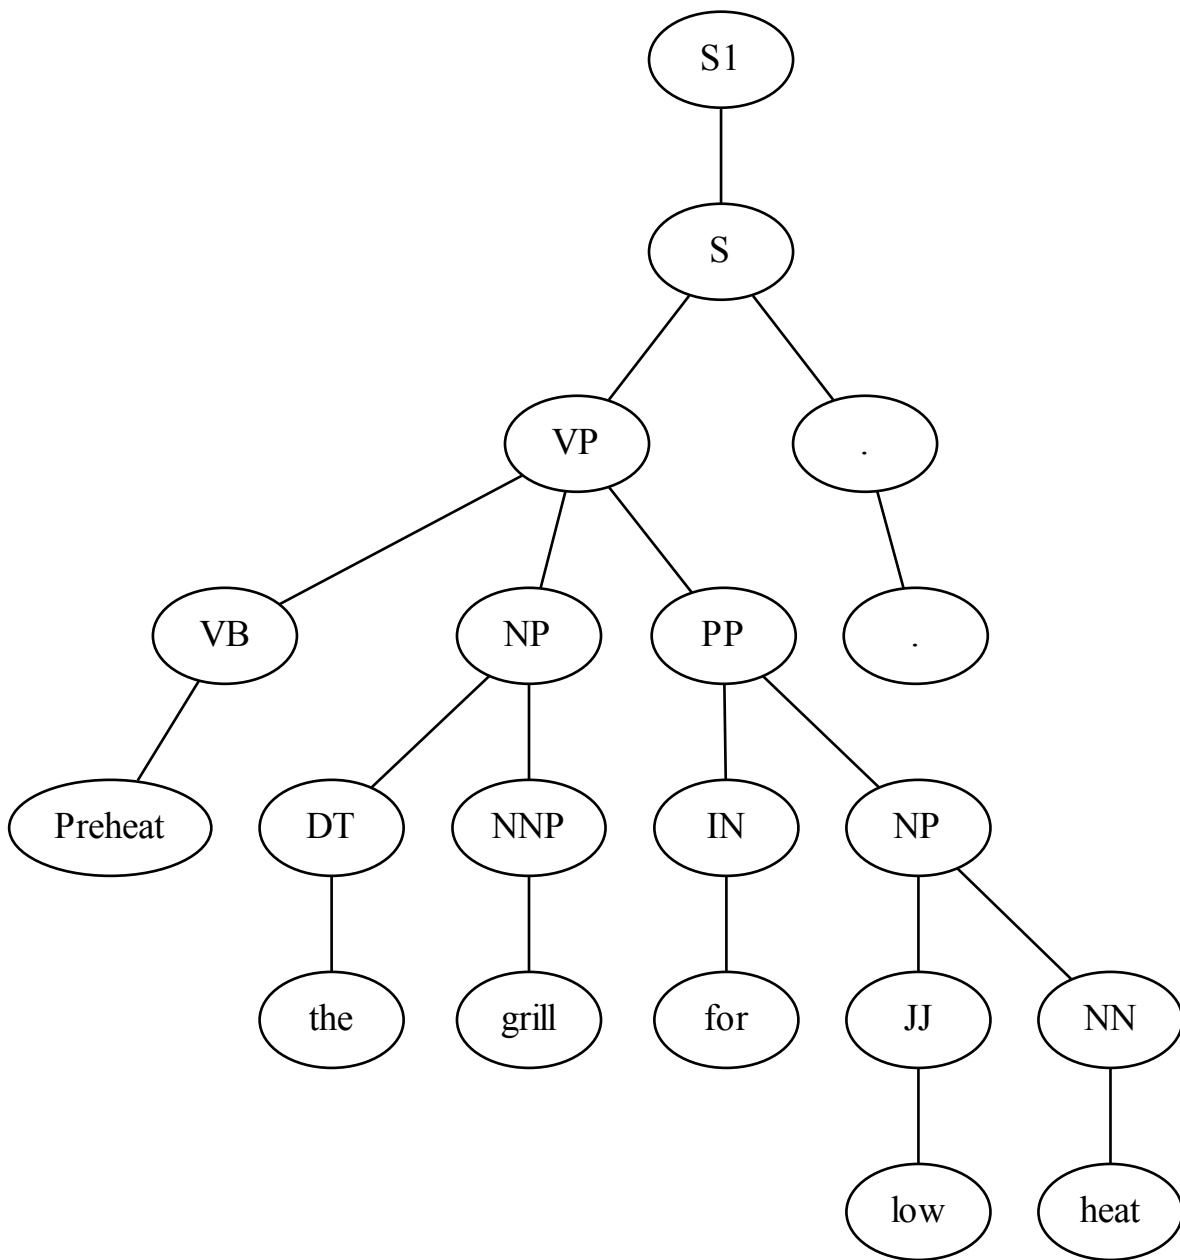 S1
S
VP .
VB NP PP .
Preheat DT NNP IN NP
the grill for JJ NN
low heat